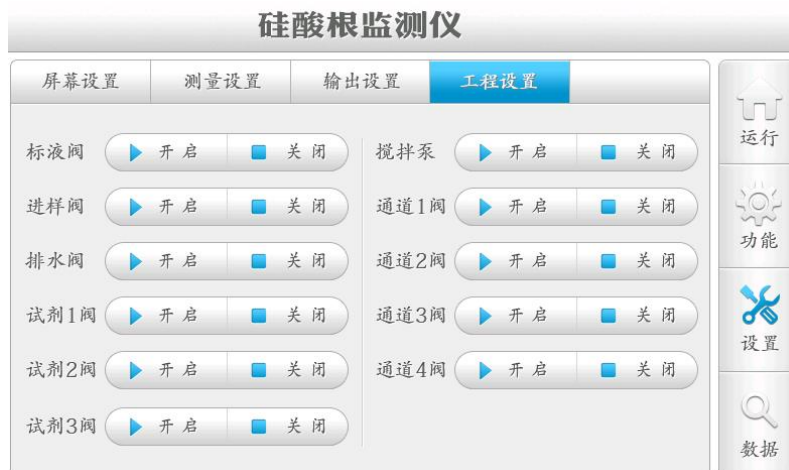 硅酸根监测仪
屏幕设置 测量设置 输出设置 工程设置
标液阀 开启 关闭 搅拌泵 开启 关闭
进样阀 开启 关闭 通道1阀 开启 关闭
排水阀 开启 关闭 通道2阀 开启 关闭
试剂1阀 开启 关闭 通道3阀 开启 关闭
试剂2阀 开启 关闭 通道4阀 开启 关闭
试剂3阀 开启 关闭
运行
功能
设置
数据